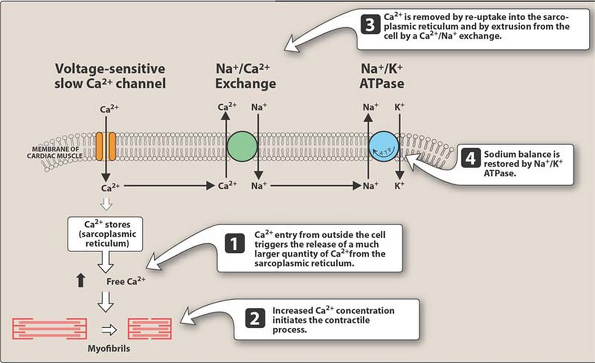 3
Ca²⁺ is removed by re-uptake into the sarco-
plasmic reticulum and by extrusion from the
cell by a Ca²⁺/Na⁺ exchange.
Voltage-sensitive
slow Ca²⁺ channel
Na⁺/Ca²⁺
Exchange
Na⁺/K⁺
ATPase
Ca²⁺
Ca²⁺
Na⁺
Na⁺
K⁺
MEMBRANE OF
CARDIAC MUSCLE
ATP
4
Sodium balance is
restored by Na⁺/K⁺
ATPase.
Ca²⁺
Ca²⁺
Na⁺
Na⁺
K⁺
Ca²⁺ stores
(sarcoplasmic
reticulum)
1
Ca²⁺ entry from outside the cell
triggers the release of a much
larger quantity of Ca²⁺from the
sarcoplasmic reticulum.
Free Ca²⁺
2
Increased Ca²⁺ concentration
initiates the contractile
process.
Myofibrils